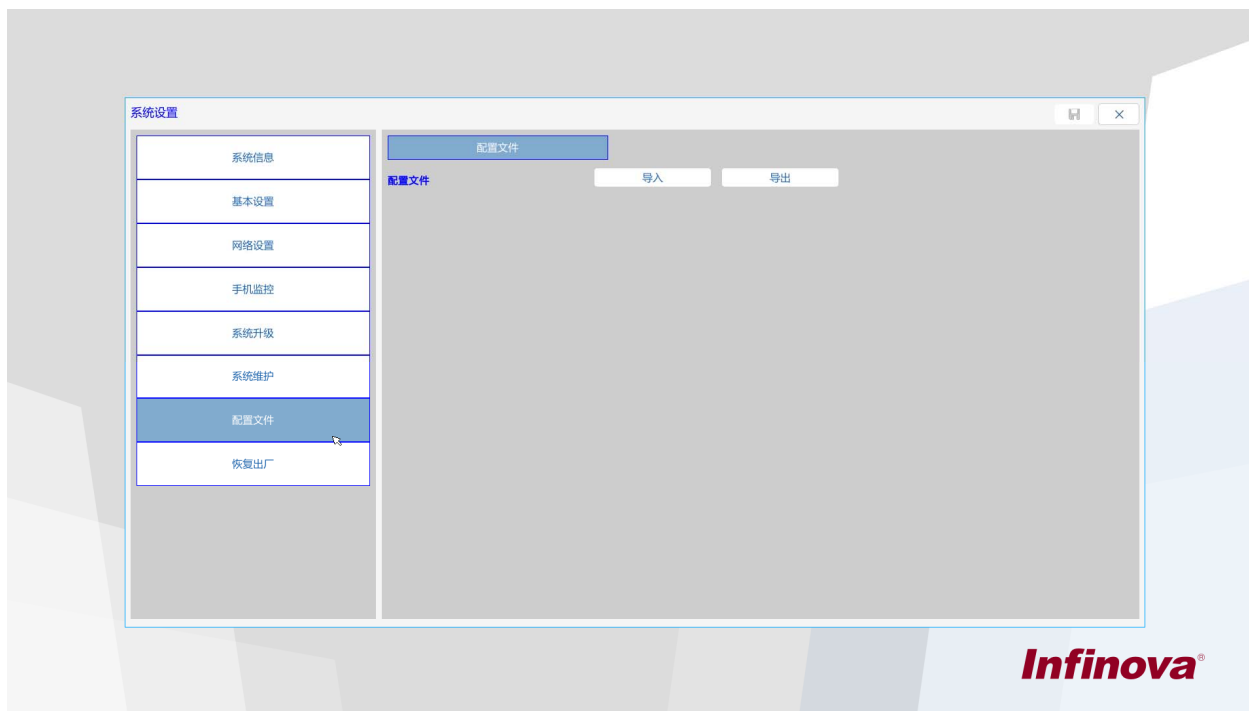 系统设置
系统信息
基本设置
网络设置
手机监控
系统升级
系统维护
配置文件
恢复出厂
配置文件
配置文件 导入 导出
Infinova®